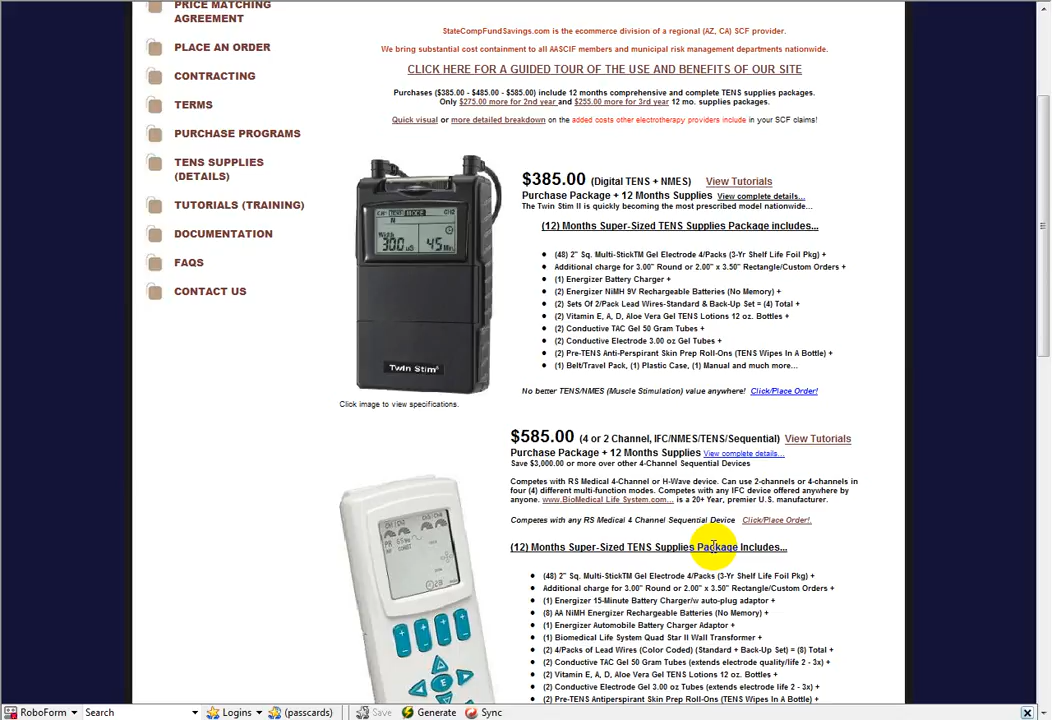 PRICE MATCHING
AGREEMENT
PLACE AN ORDER
CONTRACTING
TERMS
PURCHASE PROGRAMS
TENS SUPPLIES
(DETAILS)
TUTORIALS (TRAINING)
DOCUMENTATION
FAQS
CONTACT US
StateCompFundSavings.com is the ecommerce division of a regional (AZ, CA) SCF provider.
We bring substantial cost containment to all AASCIF members and municipal risk management departments nationwide.
CLICK HERE FOR A GUIDED TOUR OF THE USE AND BENEFITS OF OUR SITE
Purchases ($385.00 - $485.00 - $585.00) include 12 months comprehensive and complete TENS supplies packages.
Only $275.00 more for 2nd year and $255.00 more for 3rd year 12 mo. supplies packages.
Quick visual or more detailed breakdown on the added costs other electrotherapy providers include in your SCF claims!
300 45
Twin Stim
Click image to view specifications.
$385.00 (Digital TENS + NMES) View Tutorials
Purchase Package + 12 Months Supplies View complete details...
The Twin Stim II is quickly becoming the most prescribed model nationwide...
(12) Months Super-Sized TENS Supplies Package includes...
(48) 2" Sq. Multi-StickTM Gel Electrode 4/Packs (3-Yr Shelf Life Foil Pkg) +
Additional charge for 3.00" Round or 2.00" x 3.50" Rectangle/Custom Orders +
(1) Energizer Battery Charger +
(2) Energizer NiMH 9V Rechargeable Batteries (No Memory) +
(2) Sets Of 2/Pack Lead Wires-Standard & Back-Up Set = (4) Total +
(2) Vitamin E, A, D, Aloe Vera Gel TENS Lotions 12 oz. Bottles +
(2) Conductive TAC Gel 50 Gram Tubes +
(2) Conductive Electrode 3.00 oz Gel Tubes +
(2) Pre-TENS Anti-Perspirant Skin Prep Roll-Ons (TENS Wipes In A Bottle) +
(1) Belt/Travel Pack, (1) Plastic Case, (1) Manual and much more...
No better TENS/NMES (Muscle Stimulation) value anywhere! Click/Place Order!
$585.00 (4 or 2 Channel, IFC/NMES/TENS/Sequential) View Tutorials
Purchase Package + 12 Months Supplies View complete details...
Save $3,000.00 or more over other 4-Channel Sequential Devices
Competes with RS Medical 4-Channel or H-Wave device. Can use 2-channels or 4-channels in
four (4) different multi-function modes. Competes with any IFC device offered anywhere by
anyone. www.BioMedical Life System.com... is a 20+ Year, premier U.S. manufacturer.
Competes with any RS Medical 4 Channel Sequential Device Click/Place Order!.
(12) Months Super-Sized TENS Supplies Package Includes...
(48) 2" Sq. Multi-StickTM Gel Electrode 4/Packs (3-Yr Shelf Life Foil Pkg) +
Additional charge for 3.00" Round or 2.00" x 3.50" Rectangle/Custom Orders +
(1) Energizer 15-Minute Battery Charger/w auto-plug adaptor +
(8) AA NiMH Energizer Rechargeable Batteries (No Memory) +
(1) Energizer Automobile Battery Charger Adaptor +
(1) Biomedical Life System Quad Star II Wall Transformer +
(2) 4/Packs of Lead Wires (Color Coded) (Standard + Back-Up Set) = (8) Total +
(2) Conductive TAC Gel 50 Gram Tubes (extends electrode quality/life 2 - 3x) +
(2) Vitamin E, A, D, Aloe Vera Gel TENS Lotions 12 oz. Bottles +
(2) Conductive Electrode Gel 3.00 oz Tubes (extends electrode life 2 - 3x) +
(2) Pre-TENS Antiperspirant Skin Prep Roll-Ons (TENS Wipes In A Bottle) +
RoboForm Search Logins (passcards) Save Generate Sync